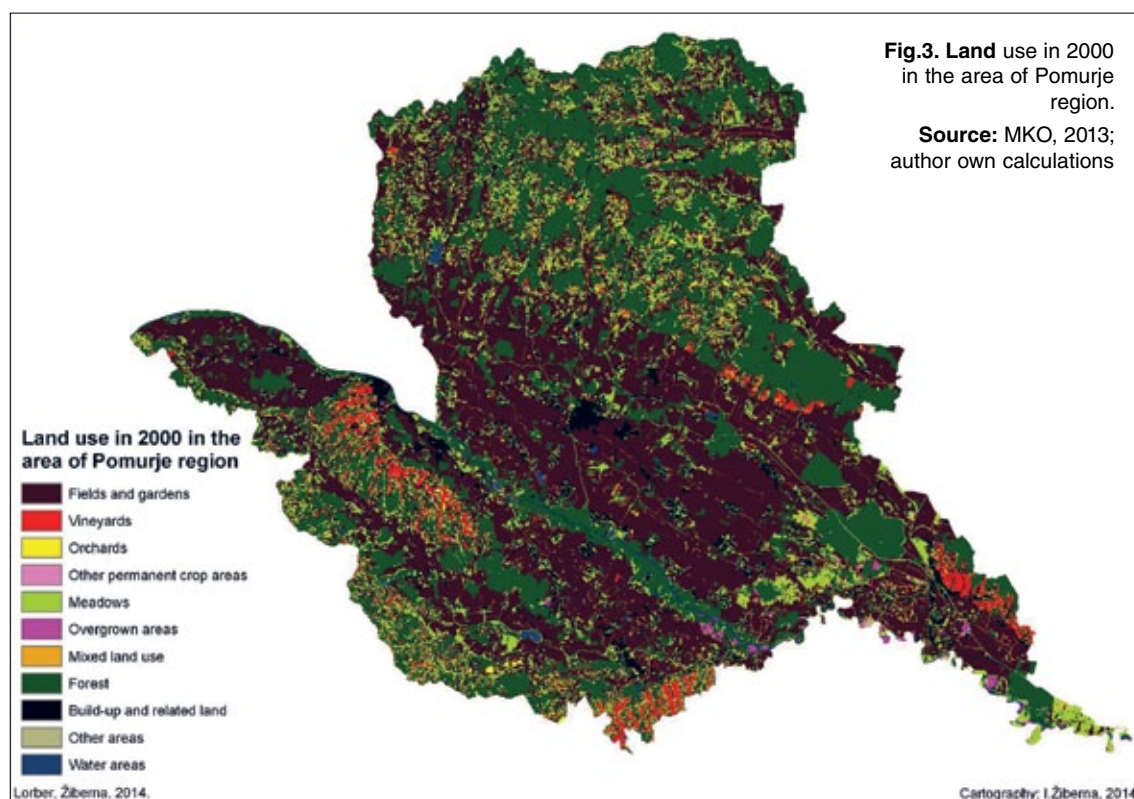 Fig.3. Land use in 2000
in the area of Pomurje
region.
Source: MKO, 2013;
author own calculations
Land use in 2000 in the
area of Pomurje region
Fields and gardens
Vineyards
Orchards
Other permanent crop areas
Meadows
Overgrown areas
Mixed land use
Forest
Build-up and related land
Other areas
Water areas
Lorber, Žiberna, 2014.
Cartography: I.Žiberna, 2014